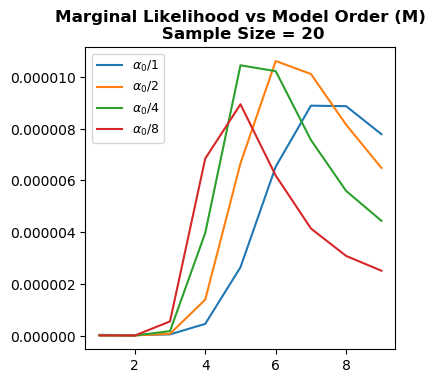 Marginal Likelihood vs Model Order (M)
Sample Size = 20
α₀/1
α₀/2
α₀/4
α₀/8
0.000010
0.000008
0.000006
0.000004
0.000002
0.000000
2 4 6 8